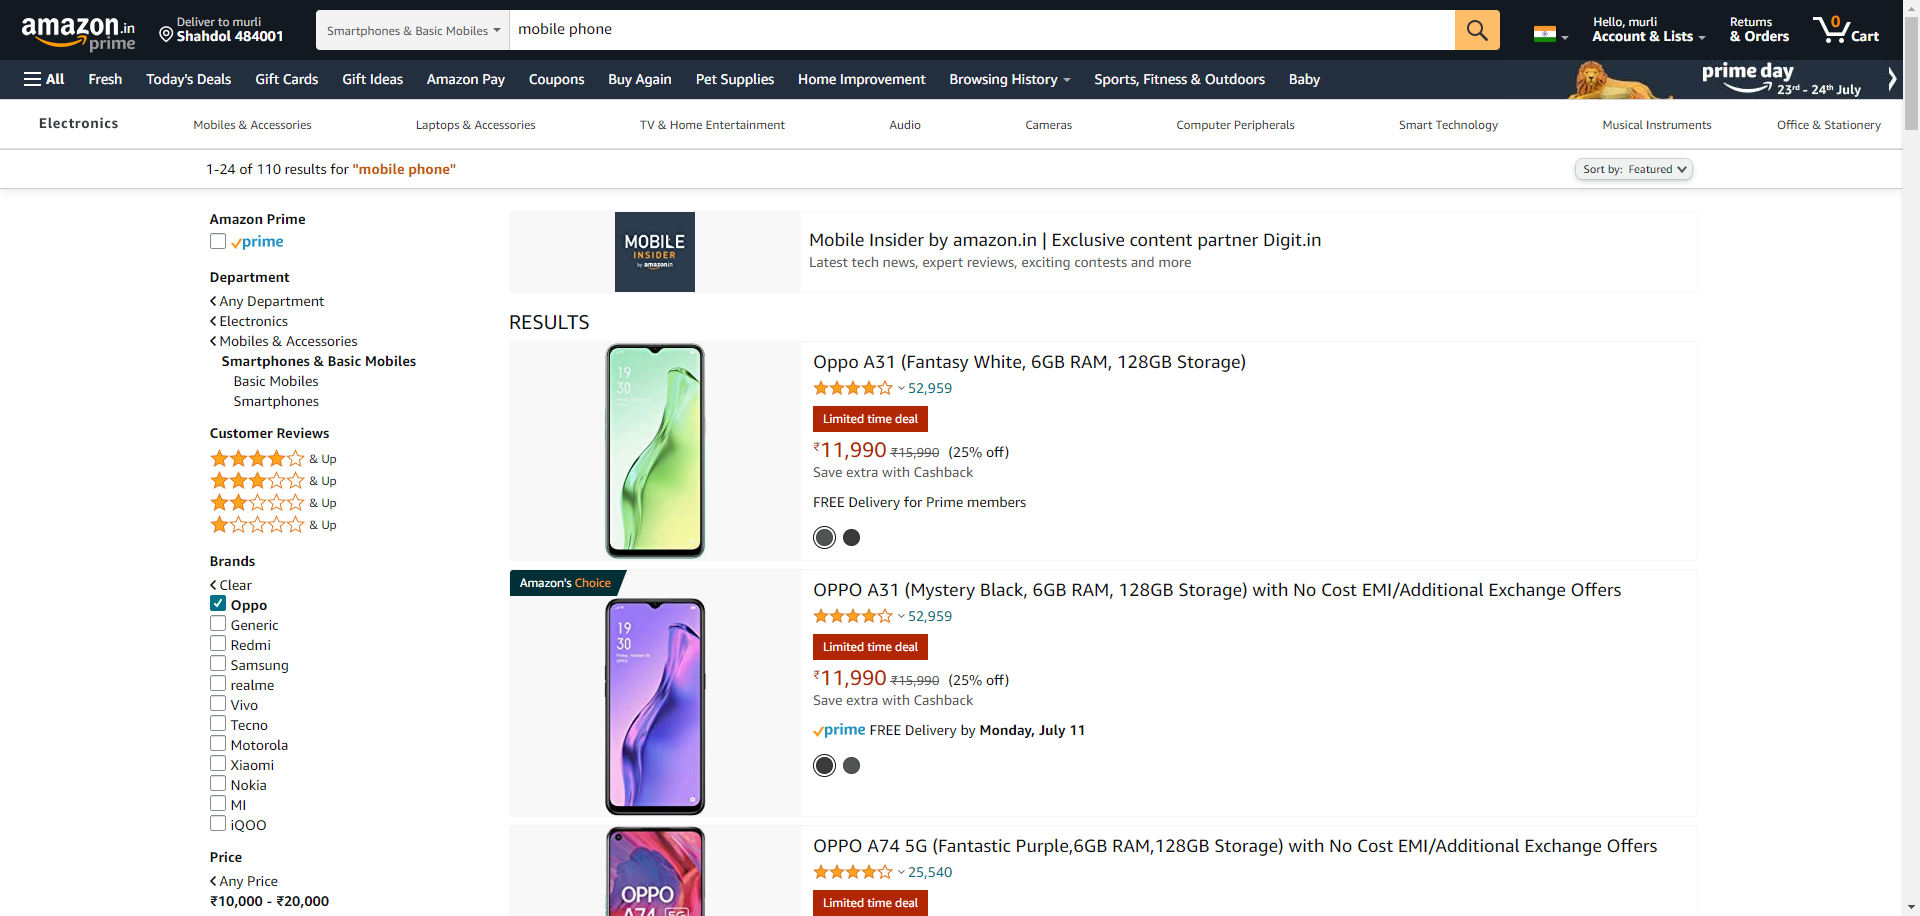 amazon.in
prime
Deliver to murli
Shahdol 484001
Smartphones & Basic Mobiles
mobile phone
Hello, murli
Account & Lists
Returns
& Orders
0
Cart
All
Fresh
Today's Deals
Gift Cards
Gift Ideas
Amazon Pay
Coupons
Buy Again
Pet Supplies
Home Improvement
Browsing History
Sports, Fitness & Outdoors
Baby
prime day
23rd - 24th July
Electronics
Mobiles & Accessories
Laptops & Accessories
TV & Home Entertainment
Audio
Cameras
Computer Peripherals
Smart Technology
Musical Instruments
Office & Stationery
1-24 of 110 results for "mobile phone"
Sort by: Featured
Amazon Prime
prime
Department
Any Department
Electronics
Mobiles & Accessories
Smartphones & Basic Mobiles
Basic Mobiles
Smartphones
Customer Reviews
& Up
& Up
& Up
& Up
Brands
Clear
Oppo
Generic
Redmi
Samsung
realme
Vivo
Tecno
Motorola
Xiaomi
Nokia
MI
iQOO
Price
Any Price
₹10,000 - ₹20,000
MOBILE
INSIDER
by amazon.in
Mobile Insider by amazon.in | Exclusive content partner Digit.in
Latest tech news, expert reviews, exciting contests and more
RESULTS
19
30
Oppo A31 (Fantasy White, 6GB RAM, 128GB Storage)
52,959
Limited time deal
₹11,990 ₹15,990 (25% off)
Save extra with Cashback
FREE Delivery for Prime members
Amazon's Choice
19
30
OPPO A31 (Mystery Black, 6GB RAM, 128GB Storage) with No Cost EMI/Additional Exchange Offers
52,959
Limited time deal
₹11,990 ₹15,990 (25% off)
Save extra with Cashback
prime FREE Delivery by Monday, July 11
OPPO
A74 5G
OPPO A74 5G (Fantastic Purple,6GB RAM,128GB Storage) with No Cost EMI/Additional Exchange Offers
25,540
Limited time deal